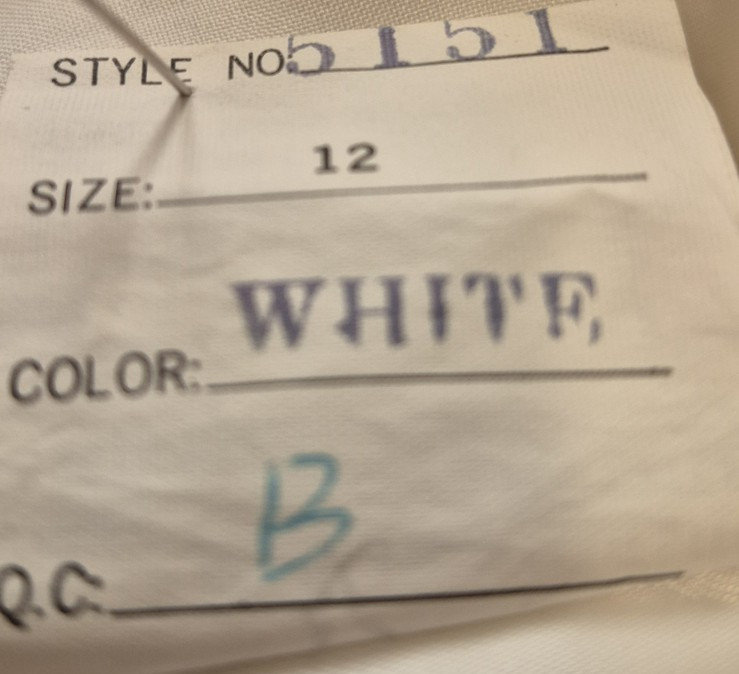 STYLE NO: 5151
SIZE: 12
COLOR: WHITE
Q.C. B